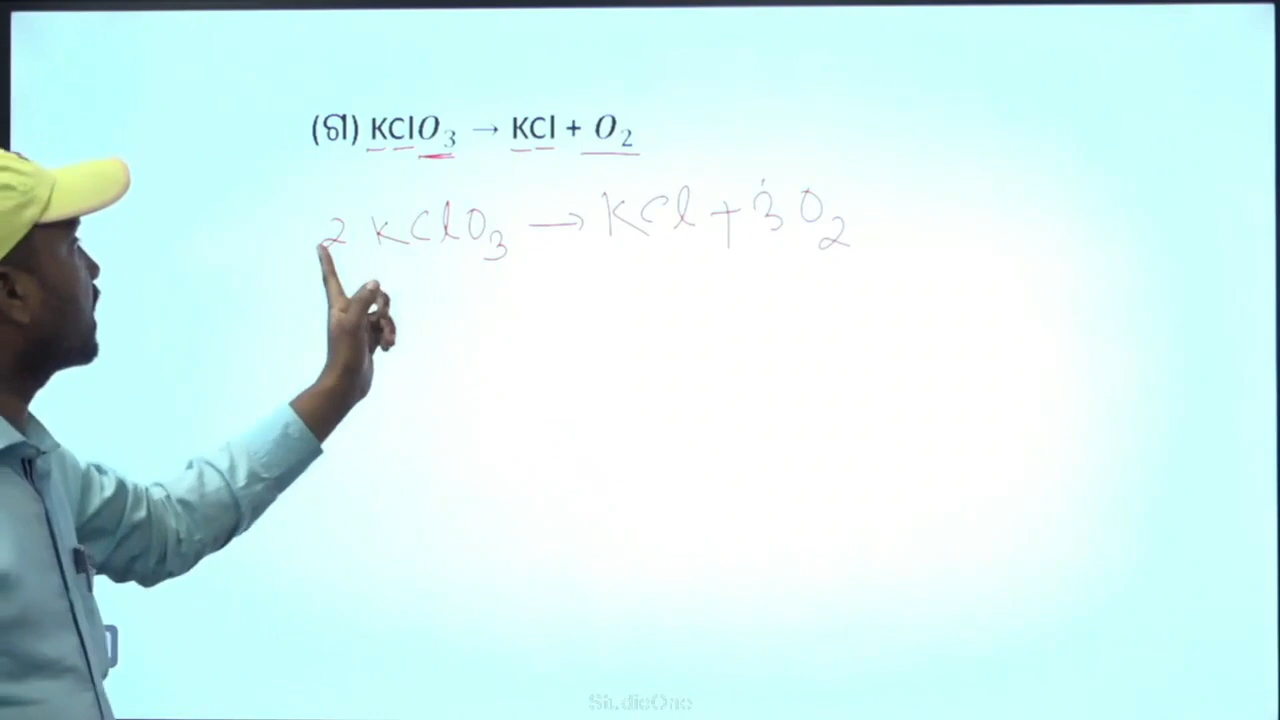 (ଟୀ) KClO₃ → KCl + O₂
2 KClO₃ → KCl + 3 O₂